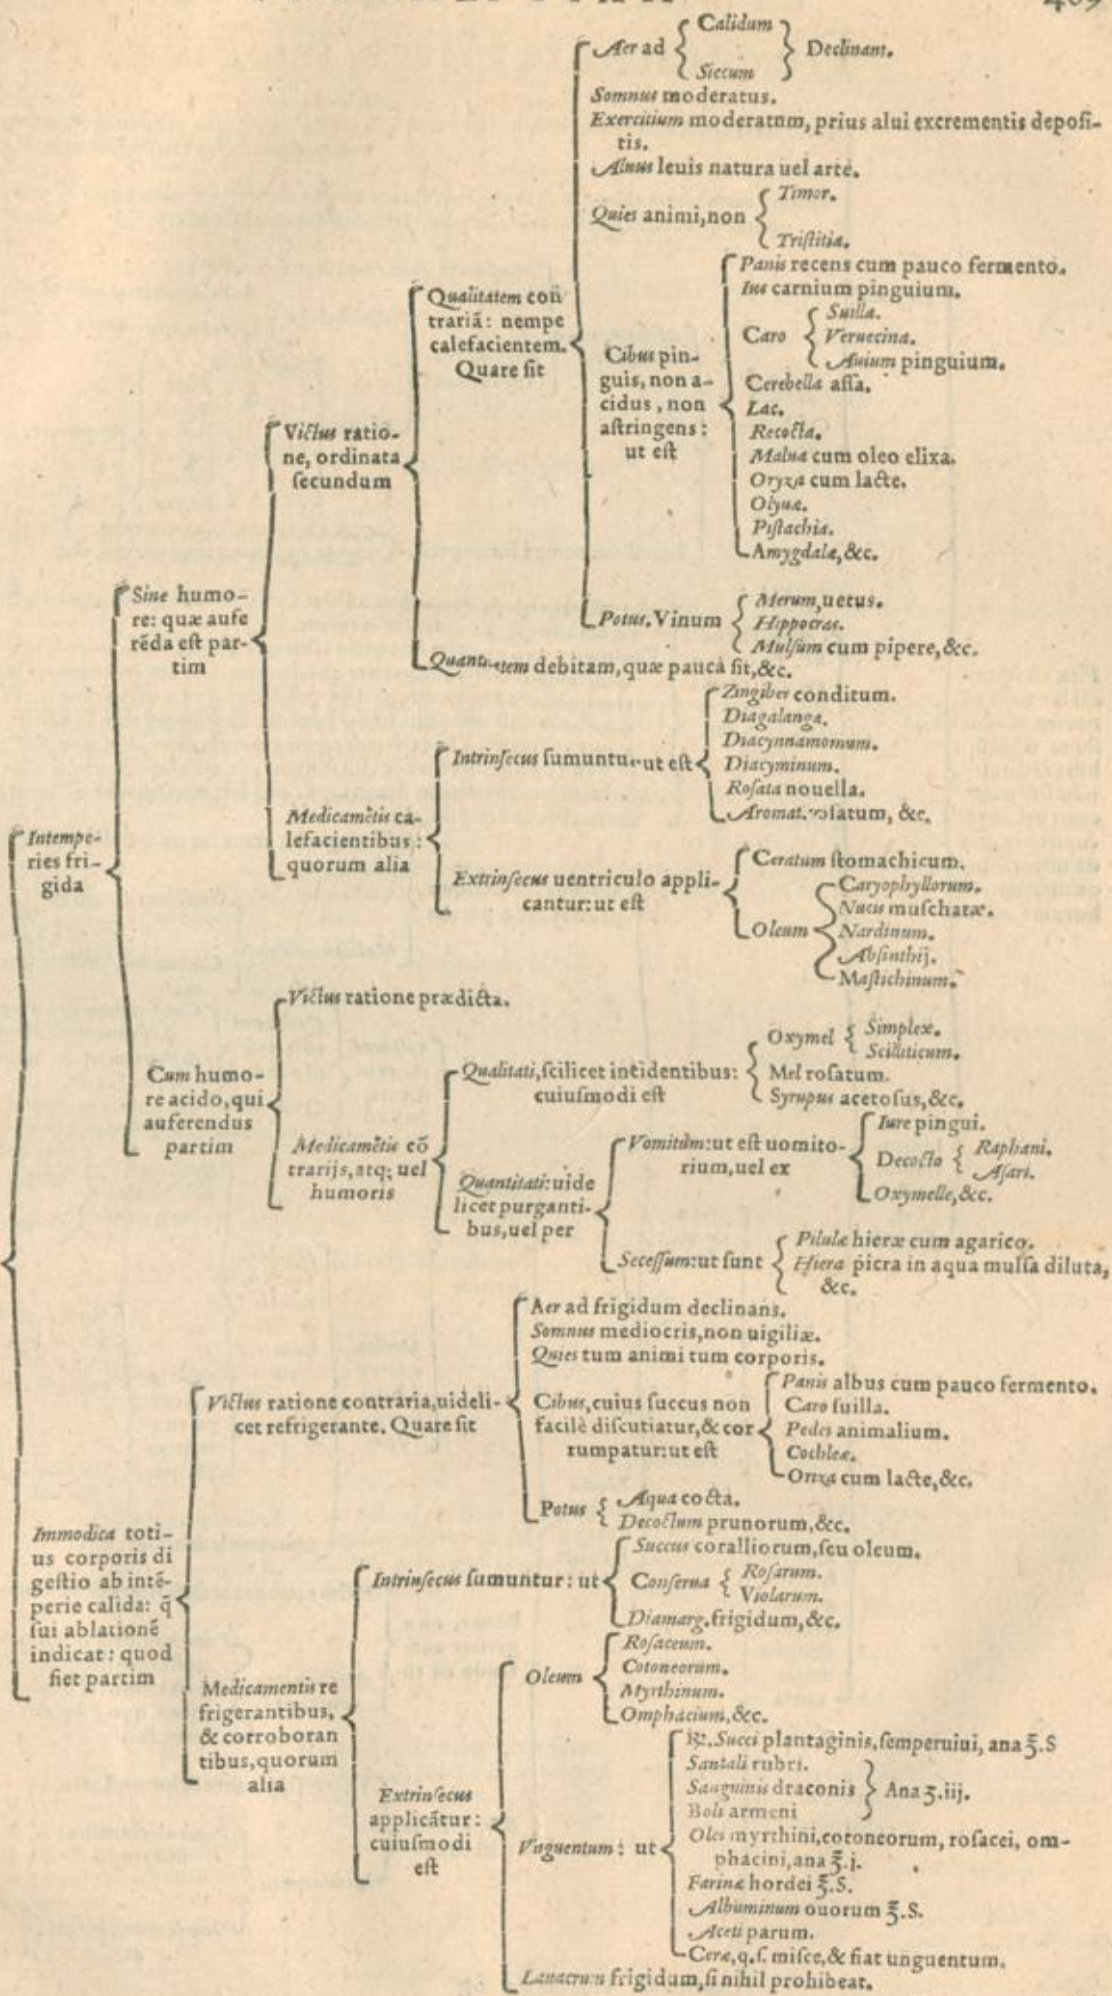 Aer ad
Calidum
Siccum
Declinans.
Somnus moderatus.
Exercitium moderatum, prius alui excrementis deposi-
tis.
Aluus leuis natura uel arte.
Quies animi, non
Timor.
Tristitia.
Qualitatem con
trariã: nempe
calefacientem.
Quare sit
Cibus pin-
guis, non a-
cidus, non
astringens:
ut est
Panis recens cum pauco fermento.
Ius carnium pinguium.
Caro
Suilla.
Veruecina.
Auium pinguium.
Cerebella assa.
Lac.
Recocta.
Malua cum oleo elixa.
Oryza cum lacte.
Olyuæ.
Pistachia.
Amygdalæ, &c.
Victus ratio-
ne, ordinata
secundum
Potus. Vinum
Merum, uetus.
Hippocras.
Mulsum cum pipere, &c.
Quantitatem debitam, quæ pauca sit, &c.
Sine humo-
re: quæ aufe
rēda est par-
tim
Medicamētis ca-
lefacientibus:
quorum alia
Intrinsecus sumuntur ut est
Zingiber conditum.
Diagalanga.
Diacynnamomum.
Diacyminum.
Rosata nouella.
Aromat. rosatum, &c.
Extrinsecus uentriculo appli-
cantur: ut est
Ceratum stomachicum.
Oleum
Caryophyllorum.
Nucis muschatæ.
Nardinum.
Absinthij.
Mastichinum.
Intempe-
ries fri-
gida
Cum humo-
re acido, qui
auferendus
partim
Victus ratione prædicta.
Medicamētis cō
trarijs, atq; uel
humoris
Qualitati, scilicet incidentibus:
cuiusmodi est
Oxymel
Simplex.
Scilliticum.
Mel rosatum.
Syrupus acetosus, &c.
Quantitati: uide
licet purganti-
bus, uel per
Vomitum: ut est uomito-
rium, uel ex
Iure pingui.
Decocto
Raphani.
Asari.
Oxymelle, &c.
Secessum: ut sunt
Pilulæ hieræ cum agarico.
Hiera picra in aqua mulsa diluta,
&c.
Immodica toti-
us corporis di
gestio ab intē-
perie calida: q̃
sui ablationē
indicat: quod
fiet partim
Victus ratione contraria, uideli-
cet refrigerante. Quare sit
Aer ad frigidum declinans.
Somnus mediocris, non uigiliæ.
Quies tum animi tum corporis.
Cibus, cuius succus non
facilè discutiatur, & cor
rumpatur: ut est
Panis albus cum pauco fermento.
Caro suilla.
Pedes animalium.
Cochleæ.
Oriza cum lacte, &c.
Potus
Aqua cocta.
Decoctum prunorum, &c.
Medicamentis re
frigerantibus,
& corroboran
tibus, quorum
alia
Intrinsecus sumuntur: ut
Succus coralliorum, seu oleum.
Conserua
Rosarum.
Violarum.
Diamarg. frigidum, &c.
Extrinsecus
applicãtur:
cuiusmodi
est
Oleum
Rosaceum.
Cotoneorum.
Myrthinum.
Omphacium, &c.
Vnguentum: ut
℞. Succi plantaginis, semperuiui, ana ℥.S
Santali rubri.
Sanguinis draconis
Boli armeni
Ana ʒ.iij.
Olei myrthini, cotoneorum, rosacei, om-
phacini, ana ℥.j.
Farinæ hordei ℥.S.
Albuminum ouorum ℥.S.
Aceti parum.
Ceræ, q.s. misce, & fiat unguentum.
Lauacrum frigidum, si nihil prohibeat.